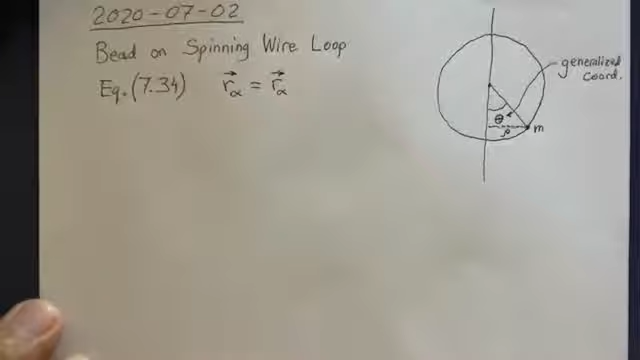 2020-07-02
Bead on Spinning Wire Loop
Eq. (7.34) r⃗α = r⃗α
generalized
coord.
θ
m
ρ